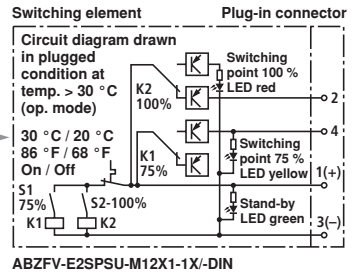 Switching element
Plug-in connector
Circuit diagram drawn
in plugged
condition at
temp. > 30 °C
(op. mode)
30 °C / 20 °C
86 °F / 68 °F
On / Off
K2
100%
K1
75%
Switching
point 100 %
LED red
Switching
point 75 %
LED yellow
Stand-by
LED green
2
4
1(+)
3(–)
S1
75%
S2-100%
K1
K2
ABZFV-E2SPSU-M12X1-1X/-DIN